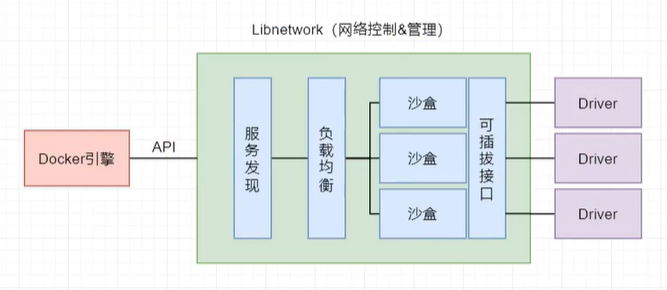 Libnetwork（网络控制&管理）
Docker引擎
API
服务发现
负载均衡
沙盒
沙盒
沙盒
可插拔接口
Driver
Driver
Driver